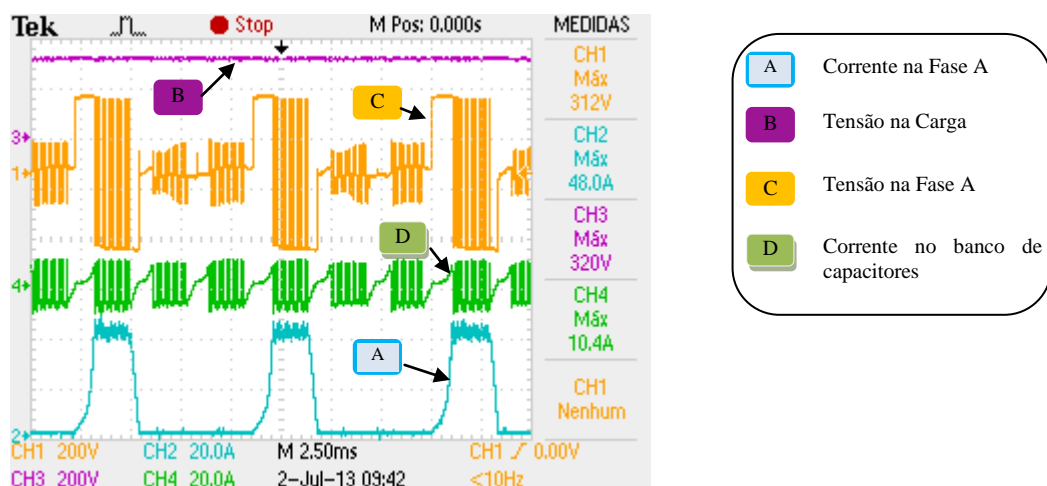 Tek
Stop
M Pos: 0.000s
MEDIDAS
CH1
Máx
312V
CH2
Máx
48.0A
CH3
Máx
320V
CH4
Máx
10.4A
CH1
Nenhum
B
C
D
A
3
1
4
2
CH1 200V
CH2 20.0A
M 2.50ms
CH1 0.00V
CH3 200V
CH4 20.0A
2-Jul-13 09:42
<10Hz
A Corrente na Fase A
B Tensão na Carga
C Tensão na Fase A
D Corrente no banco de
capacitores